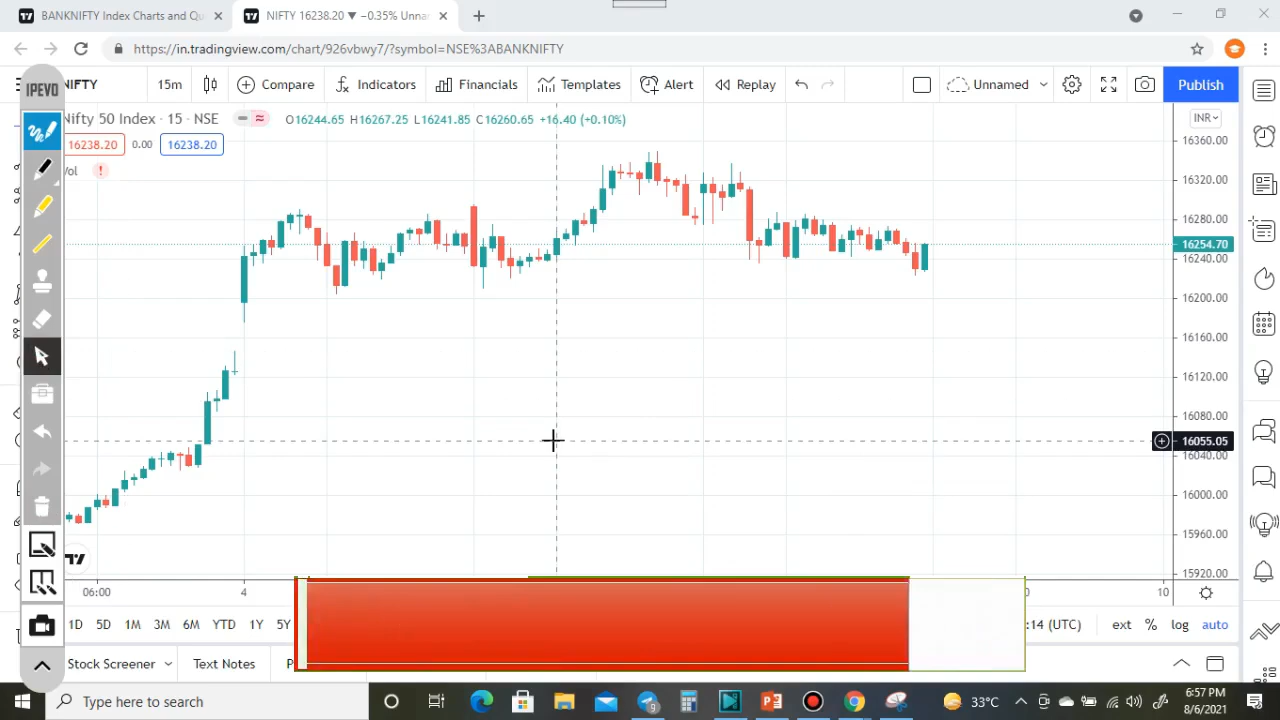 BANKNIFTY Index Charts and Qu
NIFTY 16238.20 ▼ −0.35% Unna
https://in.tradingview.com/chart/926vbwy7/?symbol=NSE%3ABANKNIFTY
IPEVO
NIFTY 15m Compare Indicators Financials Templates Alert Replay Unnamed Publish
Nifty 50 Index · 15 · NSE O16244.65 H16267.25 L16241.85 C16260.65 +16.40 (+0.10%) INR
16238.20 0.00 16238.20
Vol
16360.00
16320.00
16280.00
16254.70
16240.00
16200.00
16160.00
16120.00
16080.00
16055.05
16040.00
16000.00
15960.00
15920.00
06:00 4 10
1D 5D 1M 3M 6M YTD 1Y 5Y :14 (UTC) ext % log auto
Stock Screener Text Notes P
Type here to search
33°C
6:57 PM
8/6/2021